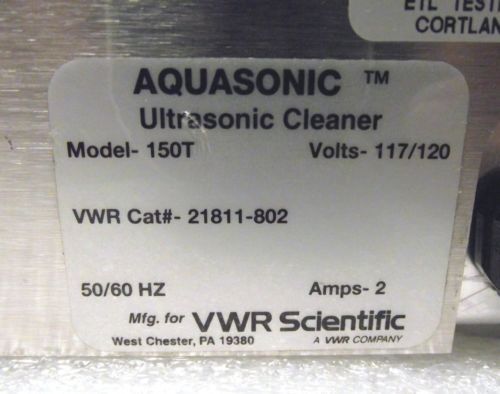 ETL TEST
CORTLAN
AQUASONIC ™
Ultrasonic Cleaner
Model- 150T Volts- 117/120
VWR Cat#- 21811-802
50/60 HZ Amps- 2
Mfg. for VWR Scientific
West Chester, PA 19380 A VWR COMPANY